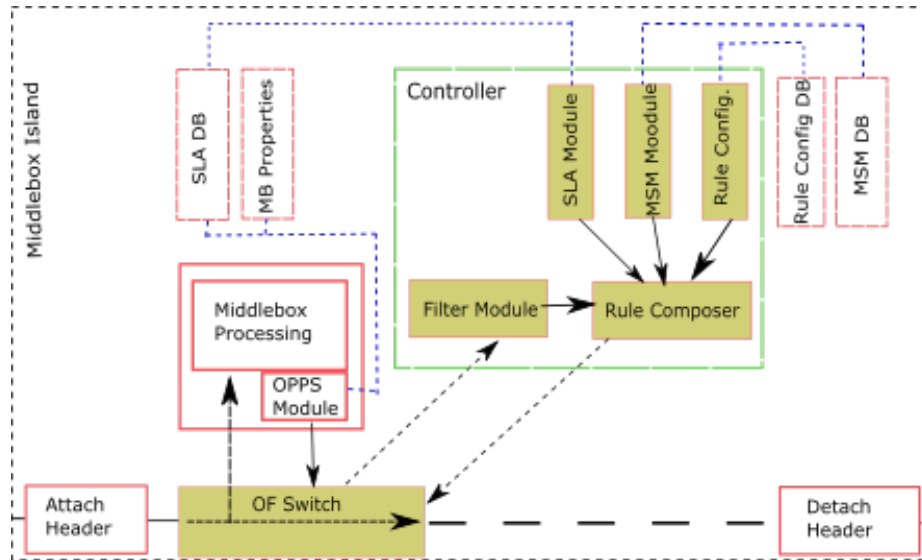 Middlebox Island
SLA DB
MB Properties
Controller
SLA Module
MSM Moodule
Rule Config.
Rule Config DB
MSM DB
Middlebox
Processing
OPPS
Module
Filter Module
Rule Composer
Attach
Header
OF Switch
Detach
Header